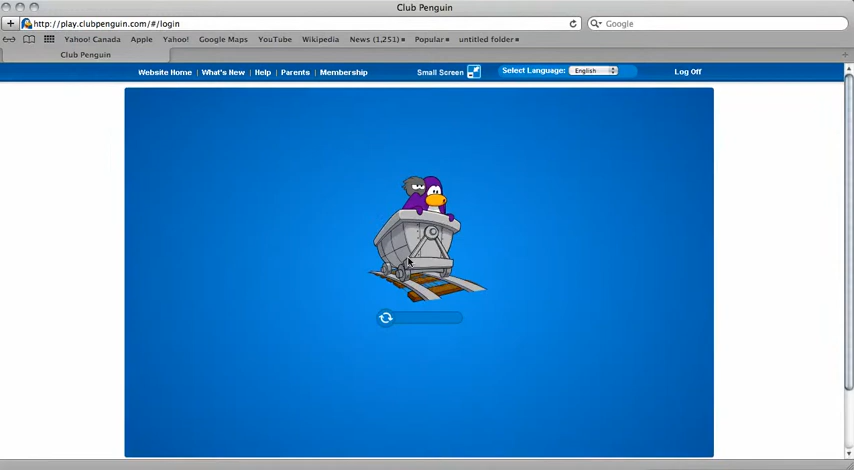 Club Penguin
http://play.clubpenguin.com/#/login
Google
Yahoo! Canada Apple Yahoo! Google Maps YouTube Wikipedia News (1,251) Popular untitled folder
Club Penguin
Website Home | What's New | Help | Parents | Membership Small Screen Select Language: English Log Off